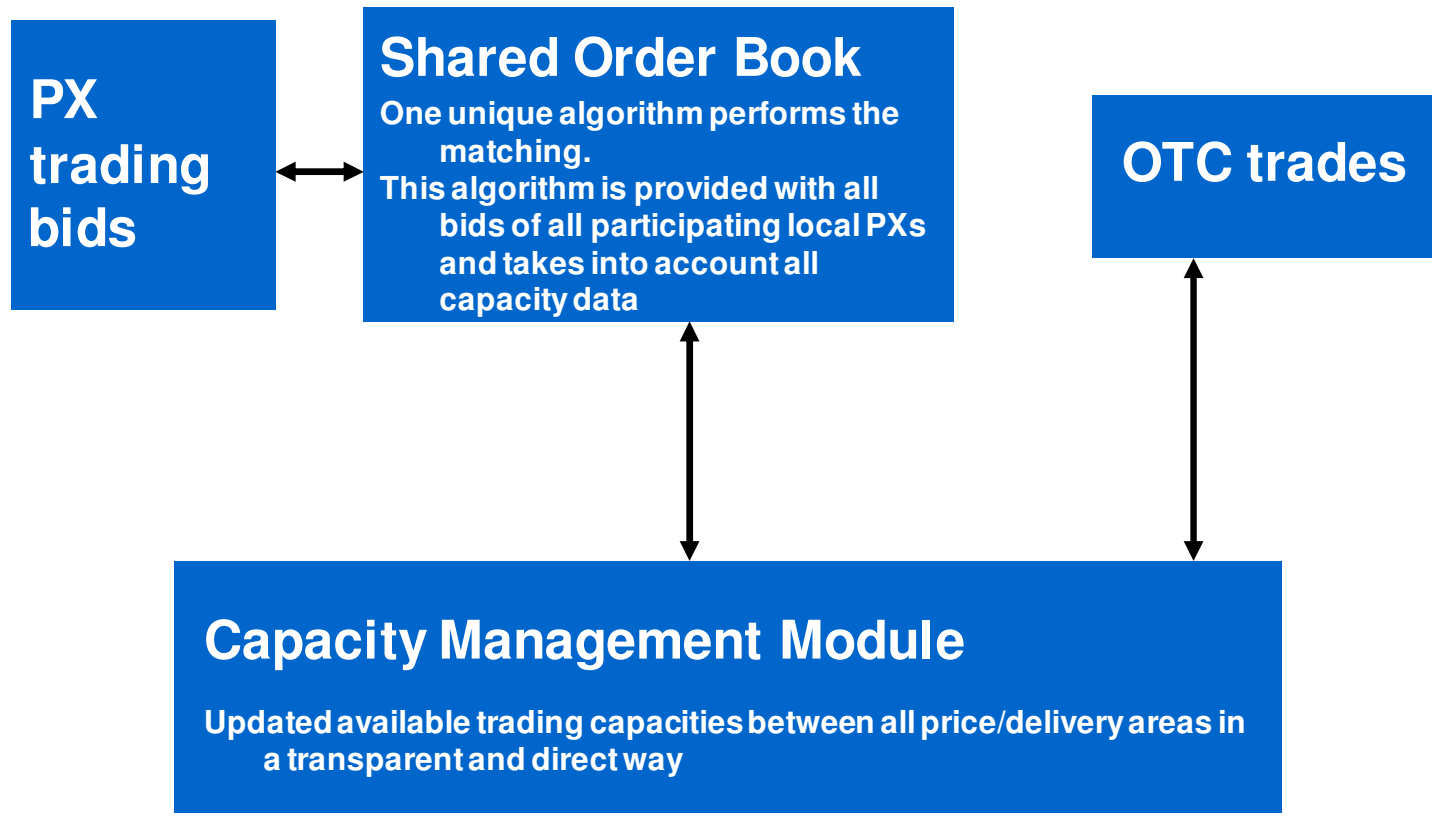 PX
trading
bids
Shared Order Book
One unique algorithm performs the
matching.
This algorithm is provided with all
bids of all participating local PXs
and takes into account all
capacity data
OTC trades
Capacity Management Module
Updated available trading capacities between all price/delivery areas in
a transparent and direct way